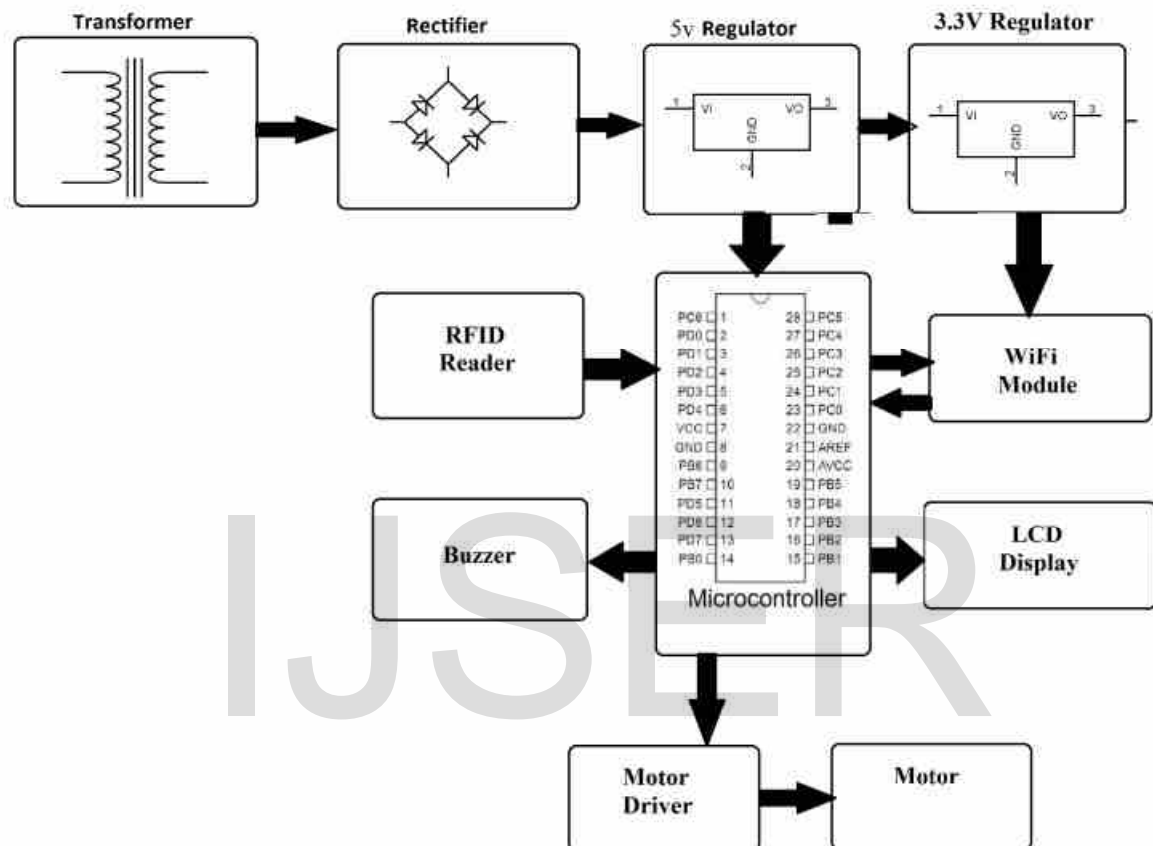 Transformer
Rectifier
5v Regulator
3.3V Regulator
1 VI VO 3
GND
2
1 VI VO 3
GND
2
RFID
Reader
PC6 1 28 PC5
PD0 2 27 PC4
PD1 3 26 PC3
PD2 4 25 PC2
PD3 5 24 PC1
PD4 6 23 PC0
VCC 7 22 GND
GND 8 21 AREF
PB6 9 20 AVCC
PB7 10 19 PB5
PD5 11 18 PB4
PD6 12 17 PB3
PD7 13 16 PB2
PB0 14 15 PB1
Microcontroller
WiFi
Module
Buzzer
LCD
Display
IJSER
Motor
Driver
Motor